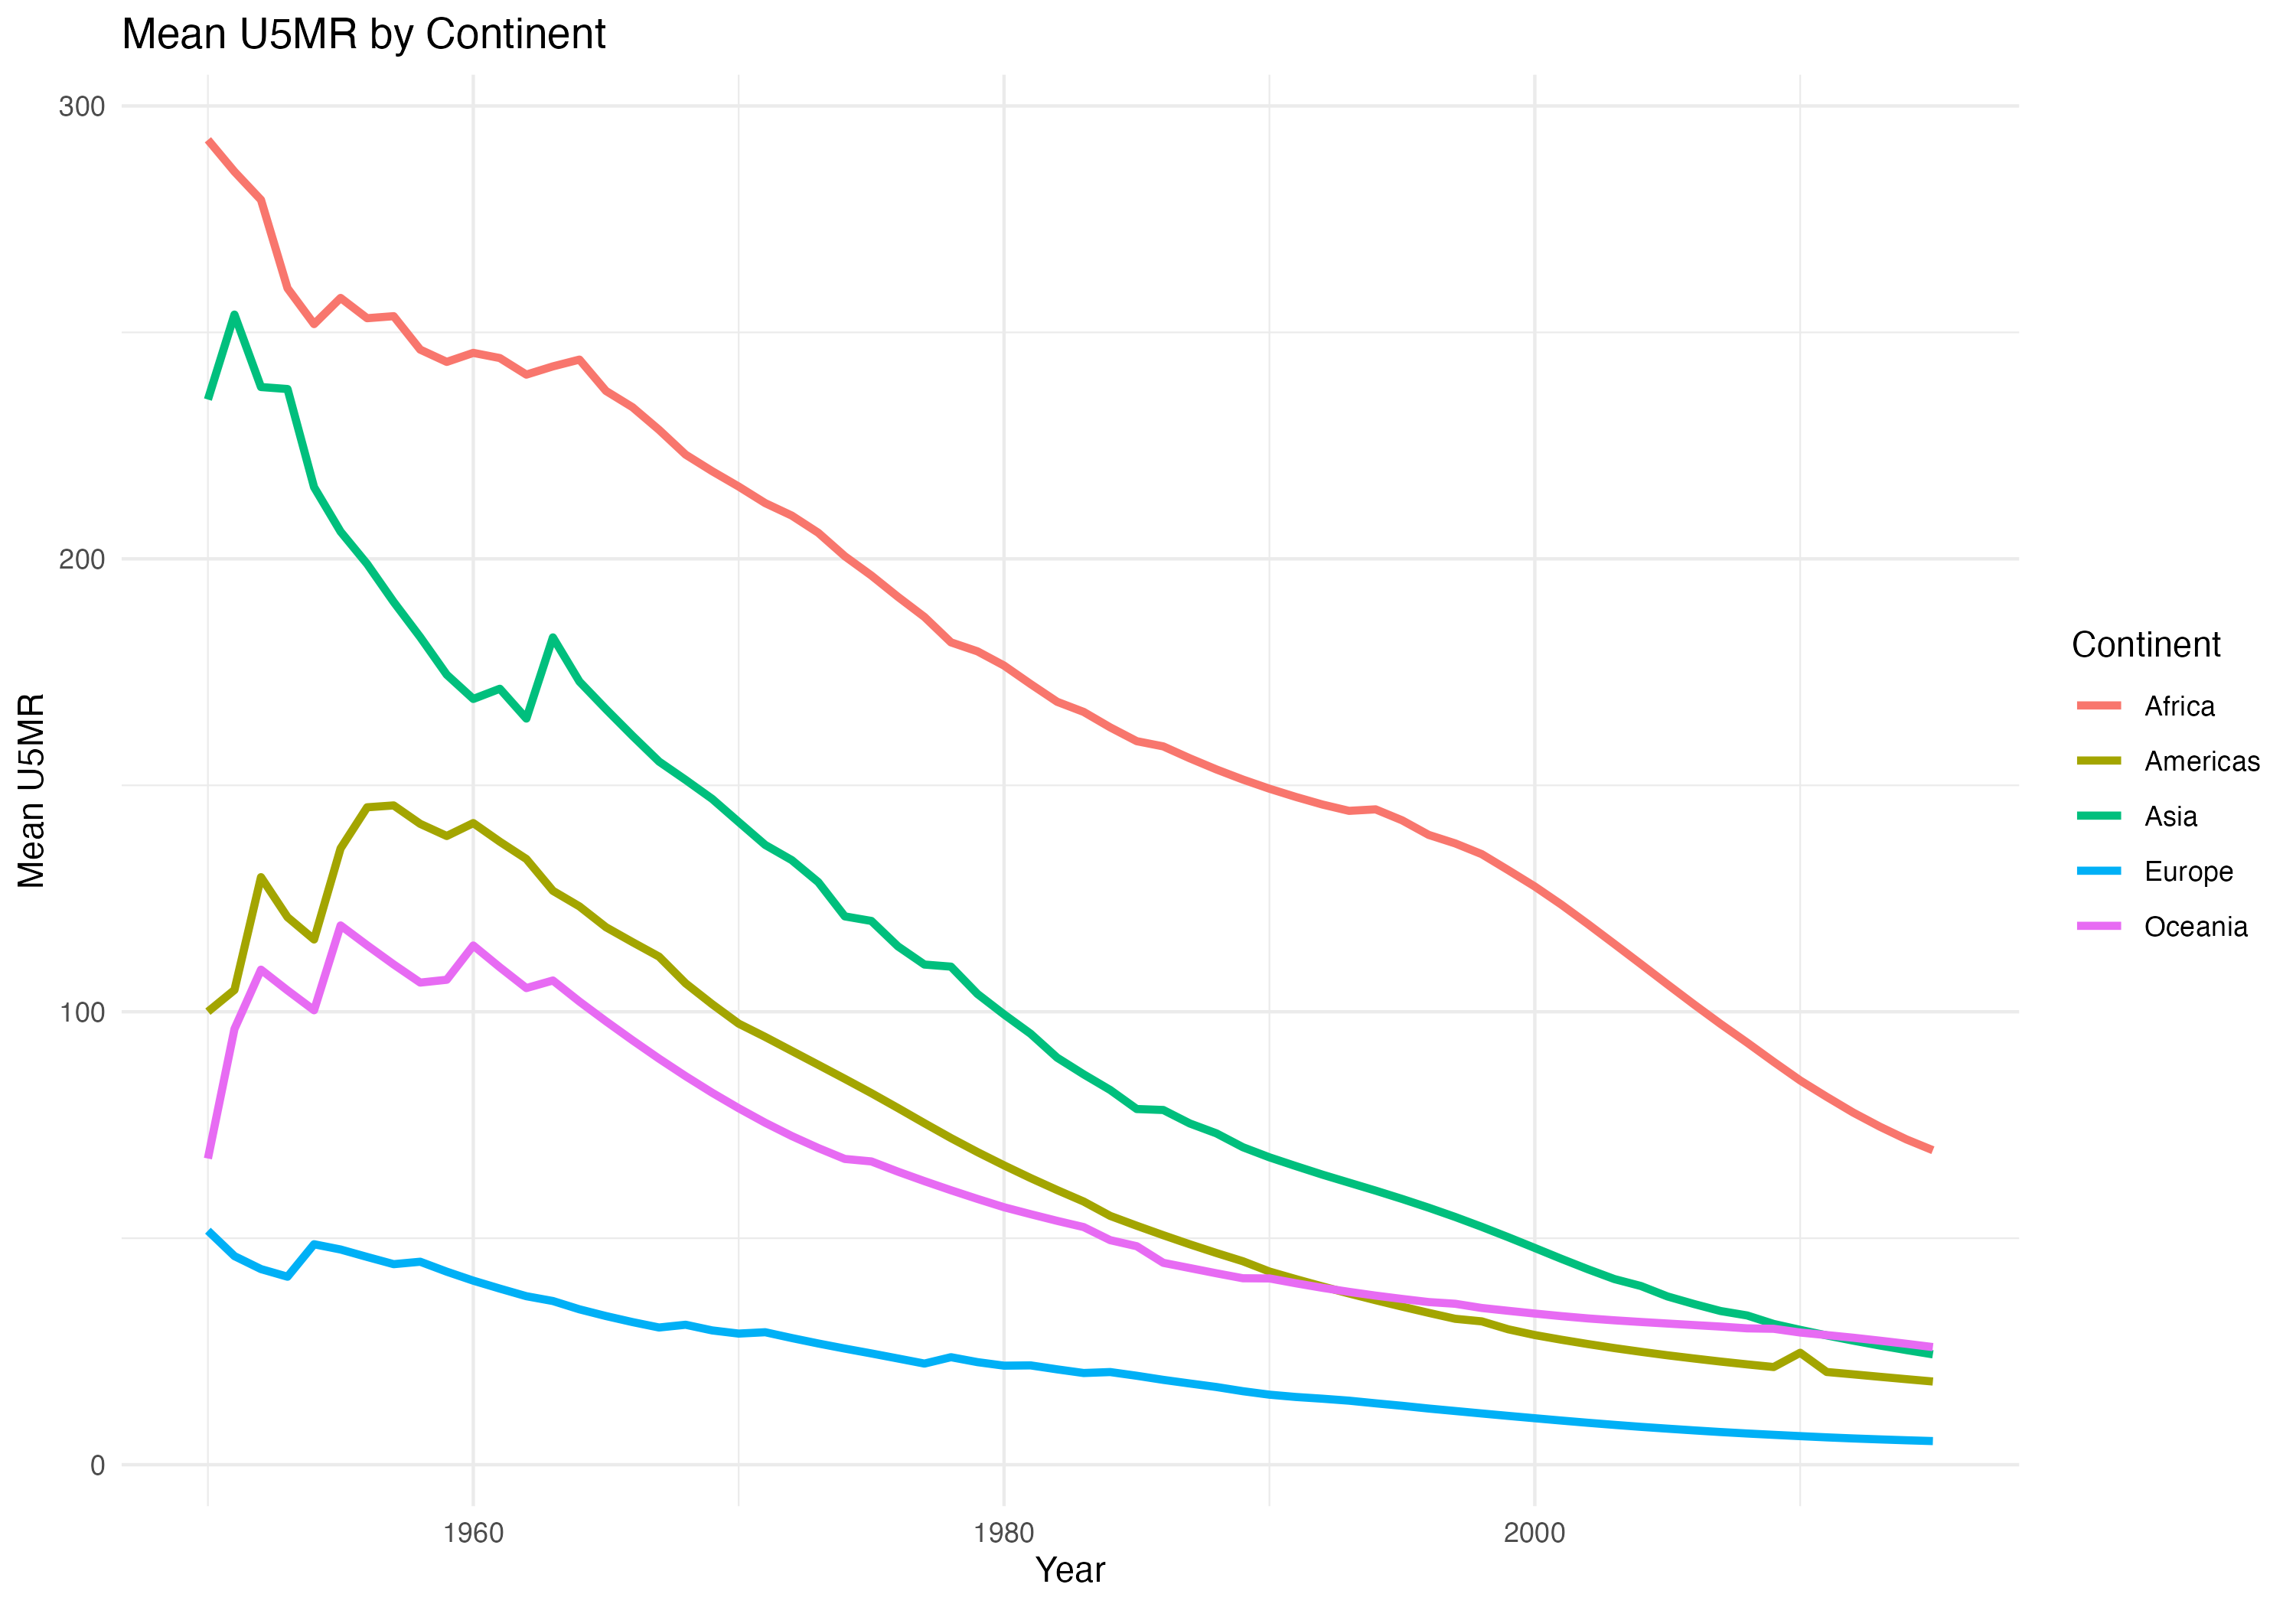 Mean U5MR by Continent
Mean U5MR
300
200
100
0
1960 1980 2000
Year
Continent
Africa
Americas
Asia
Europe
Oceania